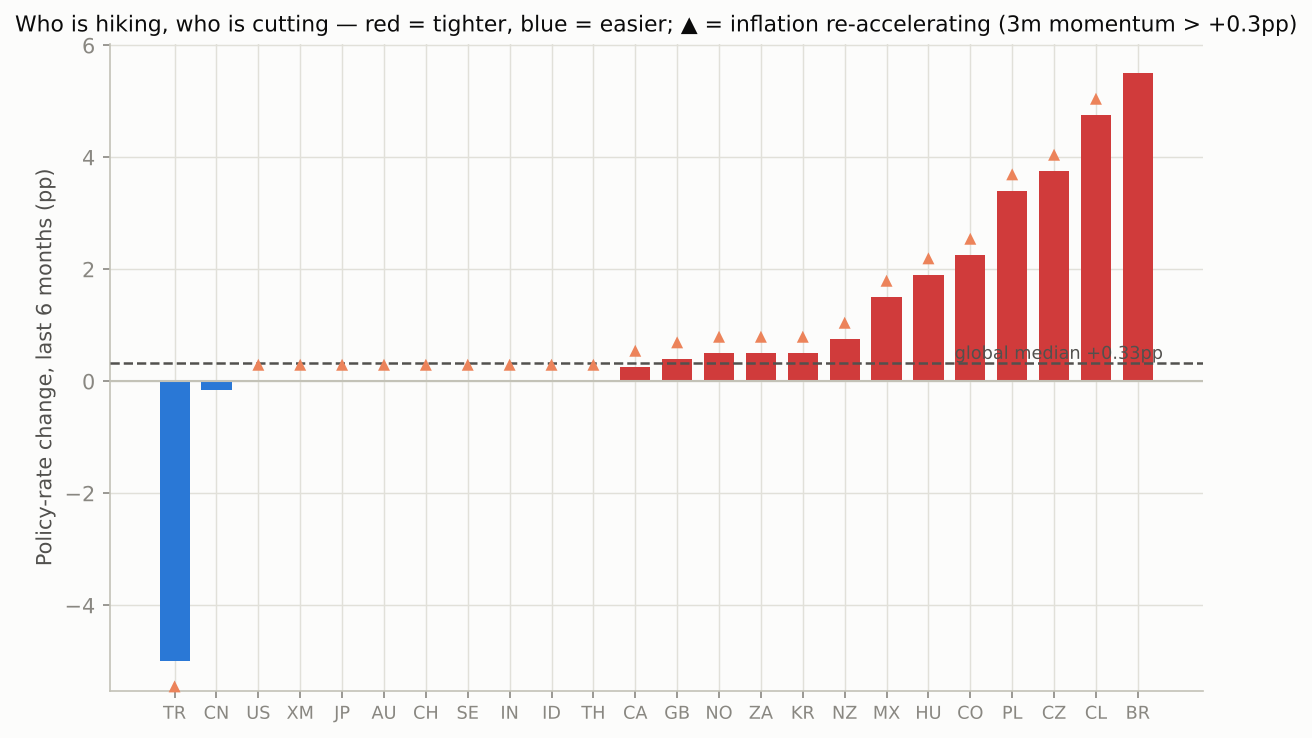 Who is hiking, who is cutting — red = tighter, blue = easier; ▲ = inflation re-accelerating (3m momentum > +0.3pp)
Policy-rate change, last 6 months (pp)
6
4
2
0
−2
−4
global median +0.33pp
TR CN US XM JP AU CH SE IN ID TH CA GB NO ZA KR NZ MX HU CO PL CZ CL BR